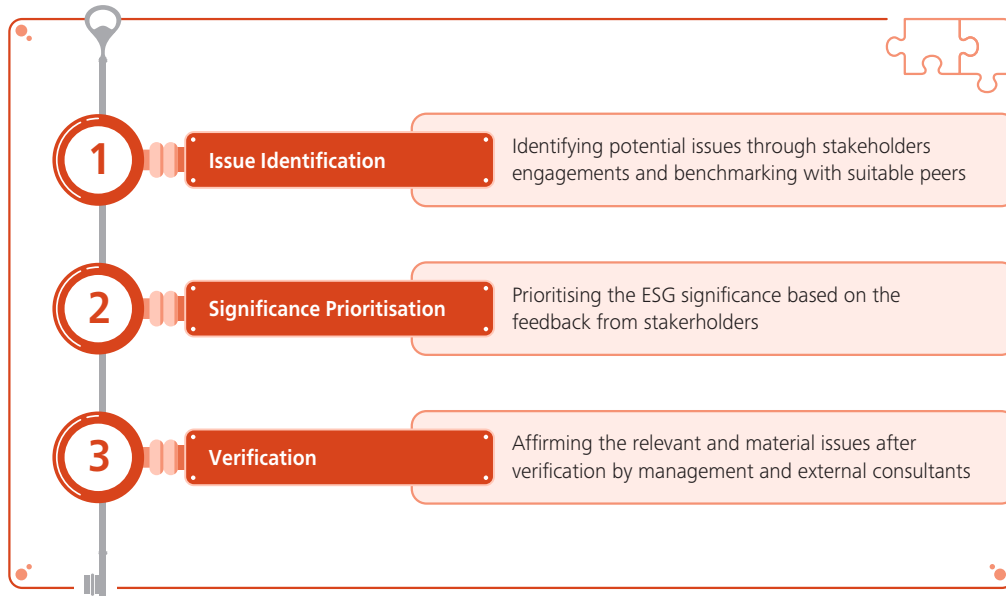 1
Issue Identification
Identifying potential issues through stakeholders
engagements and benchmarking with suitable peers
2
Significance Prioritisation
Prioritising the ESG significance based on the
feedback from stakerholders
3
Verification
Affirming the relevant and material issues after
verification by management and external consultants